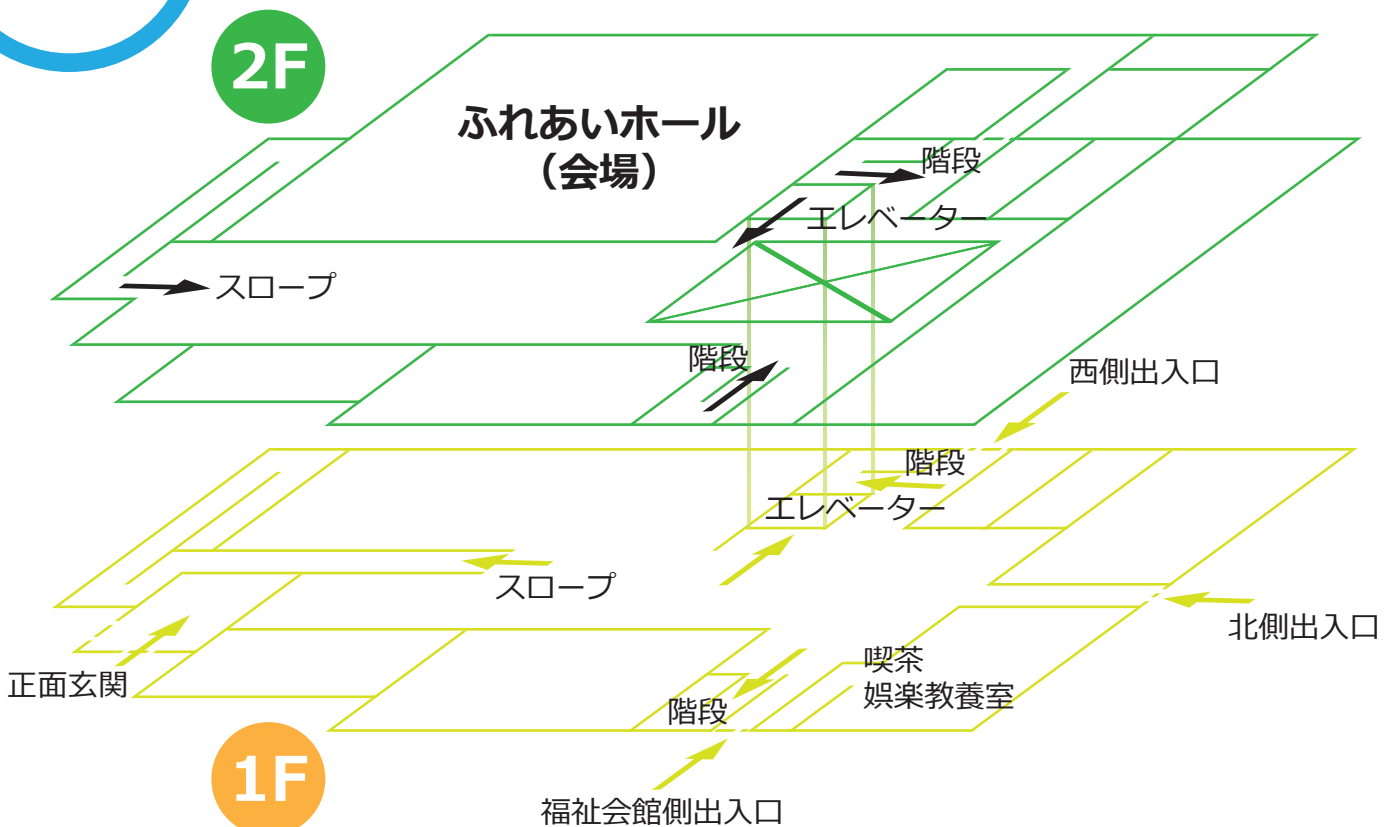 2F
ふれあいホール
（会場）
階段
エレベーター
スロープ
階段
西側出入口
階段
エレベーター
スロープ
北側出入口
喫茶
娯楽教養室
正面玄関
階段
1F
福祉会館側出入口